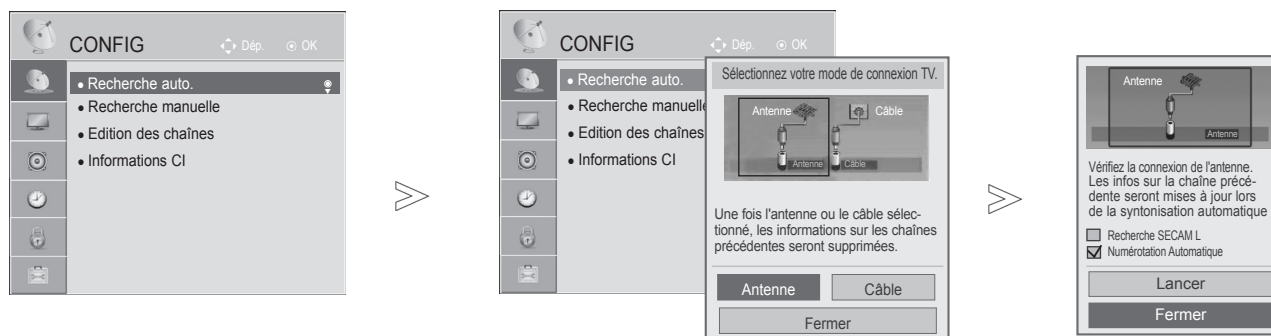 CONFIG
Dép. OK
• Recherche auto.
• Recherche manuelle
• Edition des chaînes
• Informations CI
>
CONFIG
Dép. OK
• Recherche auto.
• Recherche manuelle
• Edition des chaînes
• Informations CI
Sélectionnez votre mode de connexion TV.
Antenne Câble
Antenne Câble
Une fois l'antenne ou le câble sélec-
tionné, les informations sur les chaînes
précédentes seront supprimées.
Antenne Câble
Fermer
>
Antenne
Antenne
Vérifiez la connexion de l'antenne.
Les infos sur la chaîne précé-
dente seront mises à jour lors
de la syntonisation automatique
Recherche SECAM L
Numérotation Automatique
Lancer
Fermer